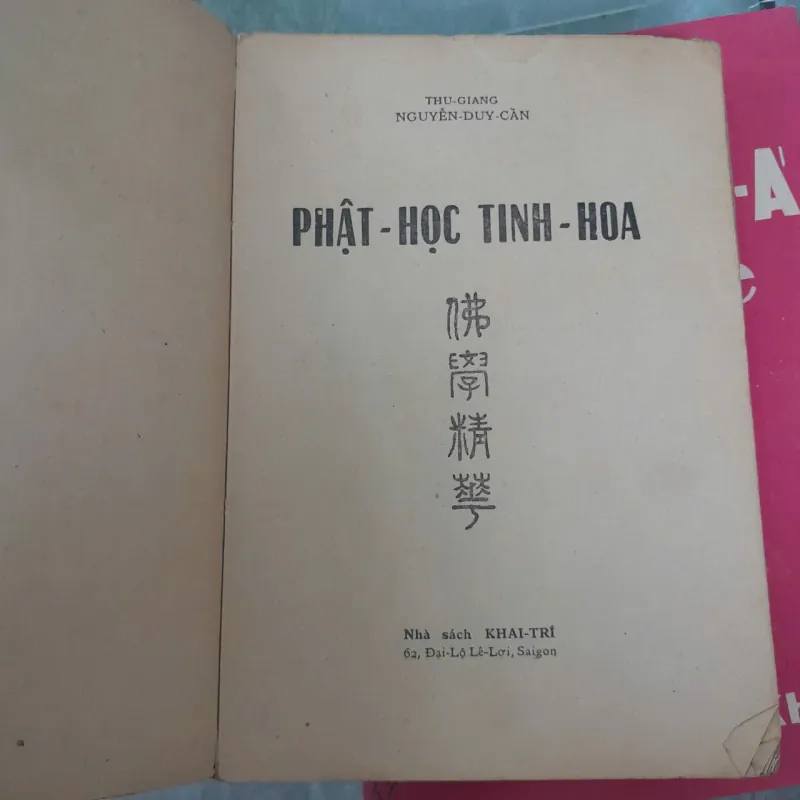 THU-GIANG
NGUYỄN-DUY-CẦN
PHẬT-HỌC TINH-HOA
佛
學
精
華
Nhà sách KHAI-TRÍ
62, Đại-Lộ Lê-Lợi, Saigon